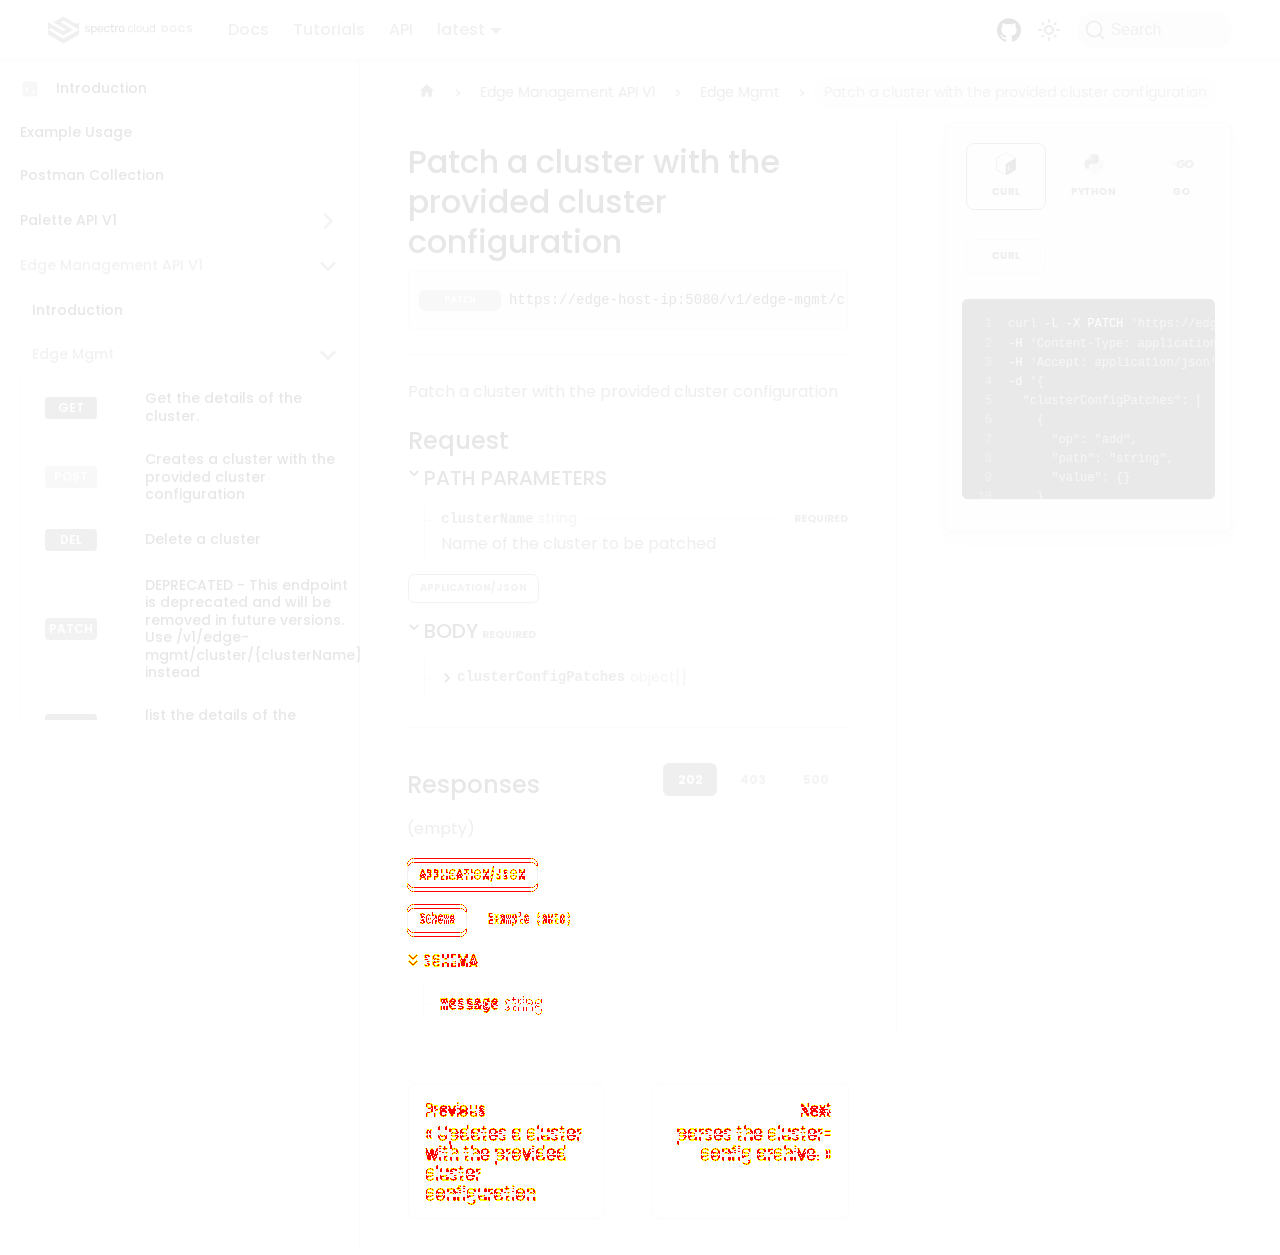 spectro cloud DOCS
Docs
Tutorials
API
latest
Search
Introduction
Example Usage
Postman Collection
Palette API V1
Edge Management API V1
Introduction
Edge Mgmt
GET
Get the details of the
cluster.
POST
Creates a cluster with the
provided cluster
configuration
DEL
Delete a cluster
PATCH
DEPRECATED - This endpoint
is deprecated and will be
removed in future versions.
Use /v1/edge-
mgmt/cluster/{clusterName}
instead
list the details of the
Edge Management API V1
Edge Mgmt
Patch a cluster with the provided cluster configuration
Patch a cluster with the
provided cluster
configuration
PATCH
https://edge-host-ip:5080/v1/edge-mgmt/c
Patch a cluster with the provided cluster configuration
Request
PATH PARAMETERS
clusterName string
REQUIRED
Name of the cluster to be patched
APPLICATION/JSON
BODY REQUIRED
clusterConfigPatches object[]
Responses
202
403
500
(empty)
APPLICATION/JSON
Schema
Example (auto)
SCHEMA
message string
Previous
« Updates a cluster
with the provided
cluster
configuration
Next
parses the cluster-
config archive. »
CURL
PYTHON
GO
CURL
1 curl -L -X PATCH 'https://edg
2 -H 'Content-Type: application
3 -H 'Accept: application/json'
4 -d '{
5 "clusterConfigPatches": [
6 {
7 "op": "add",
8 "path": "string",
9 "value": {}
10 }